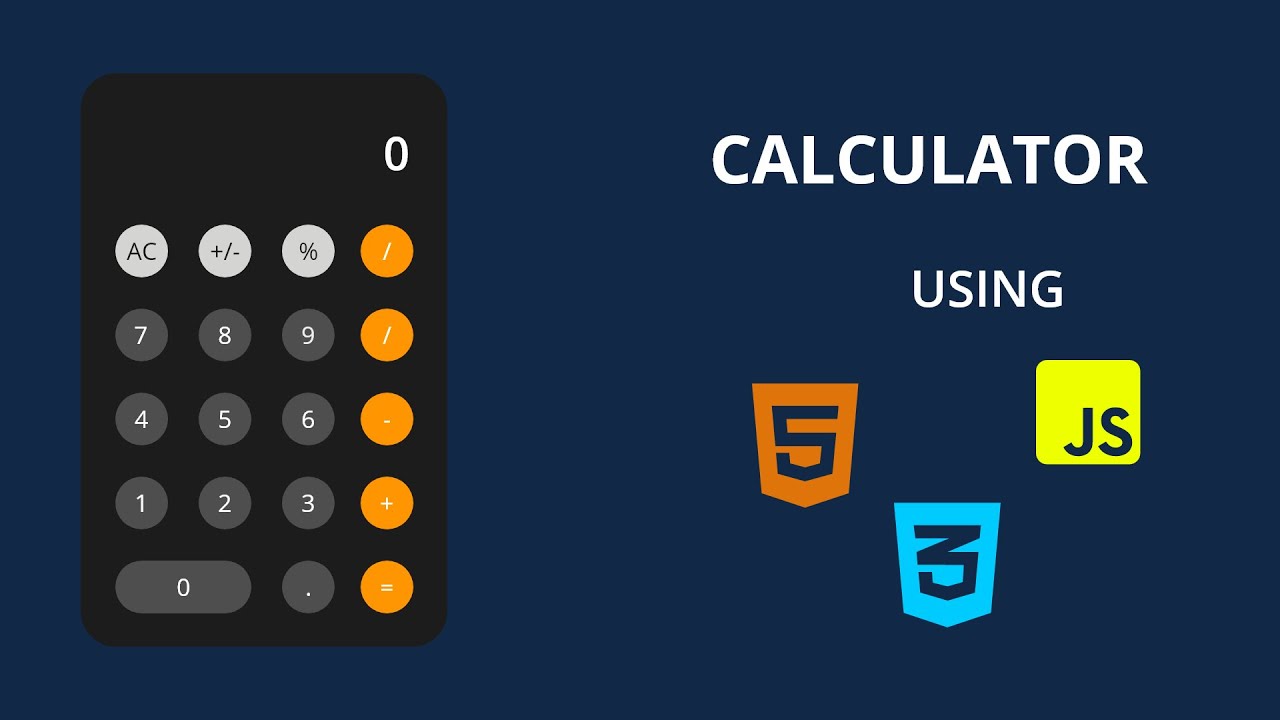 0
AC +/- % /
7 8 9 /
4 5 6 -
1 2 3 +
0 . =
CALCULATOR
USING
5
JS
3